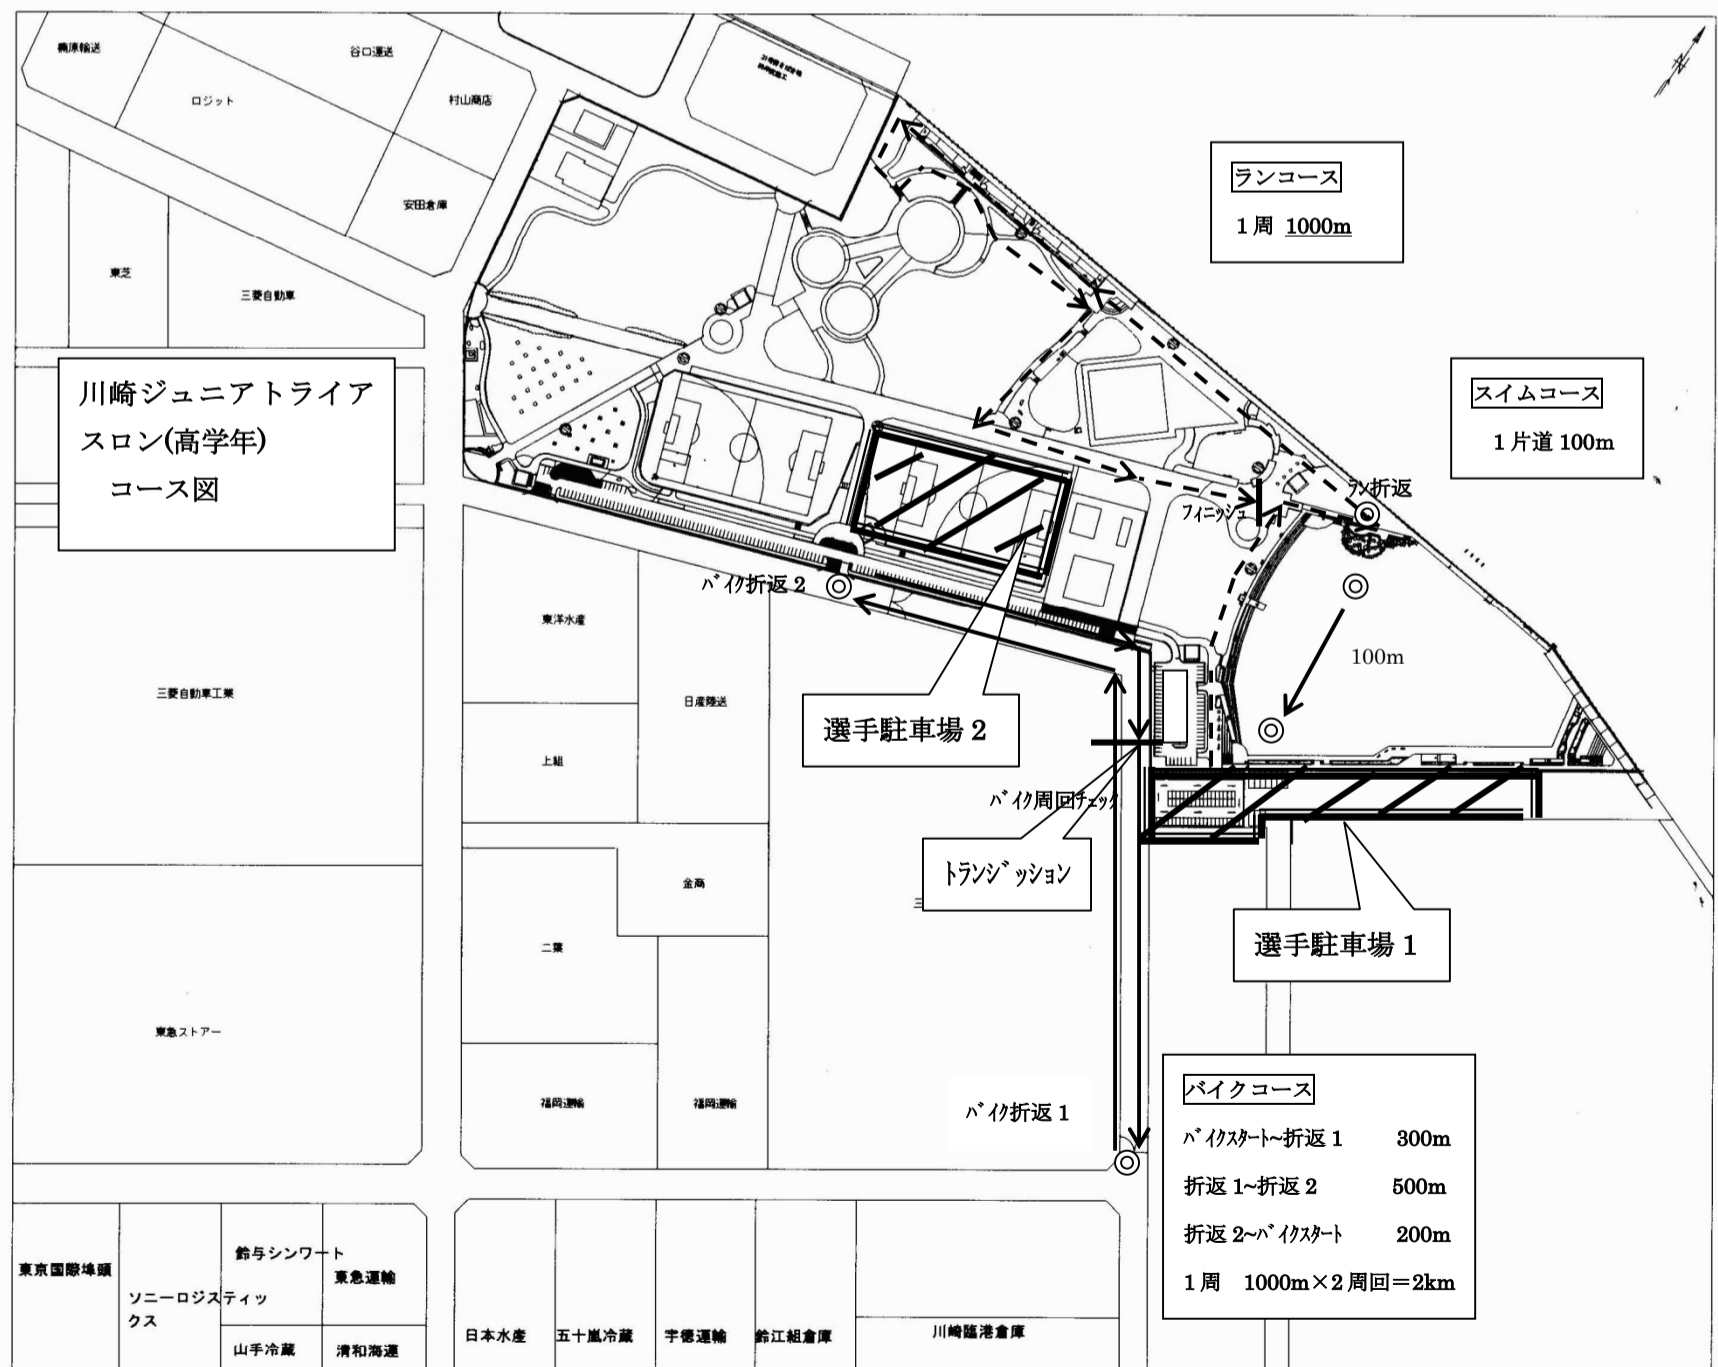 橋原輸送
谷口運送
ロジット
村山商店
安田倉庫
東芝
三菱自動車
N
ランコース
1周 1000m
スイムコース
1片道 100m
川崎ジュニアトライア
スロン(高学年)
コース図
ラン折返
フィニッシュ
バイク折返 2
100m
東洋水産
三菱自動車工業
日産陸送
選手駐車場 2
上組
バイク周回チェック
トランジッション
金商
三
二葉
選手駐車場 1
東急ストアー
福岡運輸
福岡運輸
バイク折返 1
バイクコース
バイクスタート~折返 1 300m
折返 1~折返 2 500m
折返 2~バイクスタート 200m
1周 1000m×2周回=2km
東京国際埠頭
ソニーロジスティッ
クス
鈴与シンワート
東急運輸
山手冷蔵
清和海運
日本水産
五十嵐冷蔵
宇徳運輸
鈴江組倉庫
川崎臨港倉庫